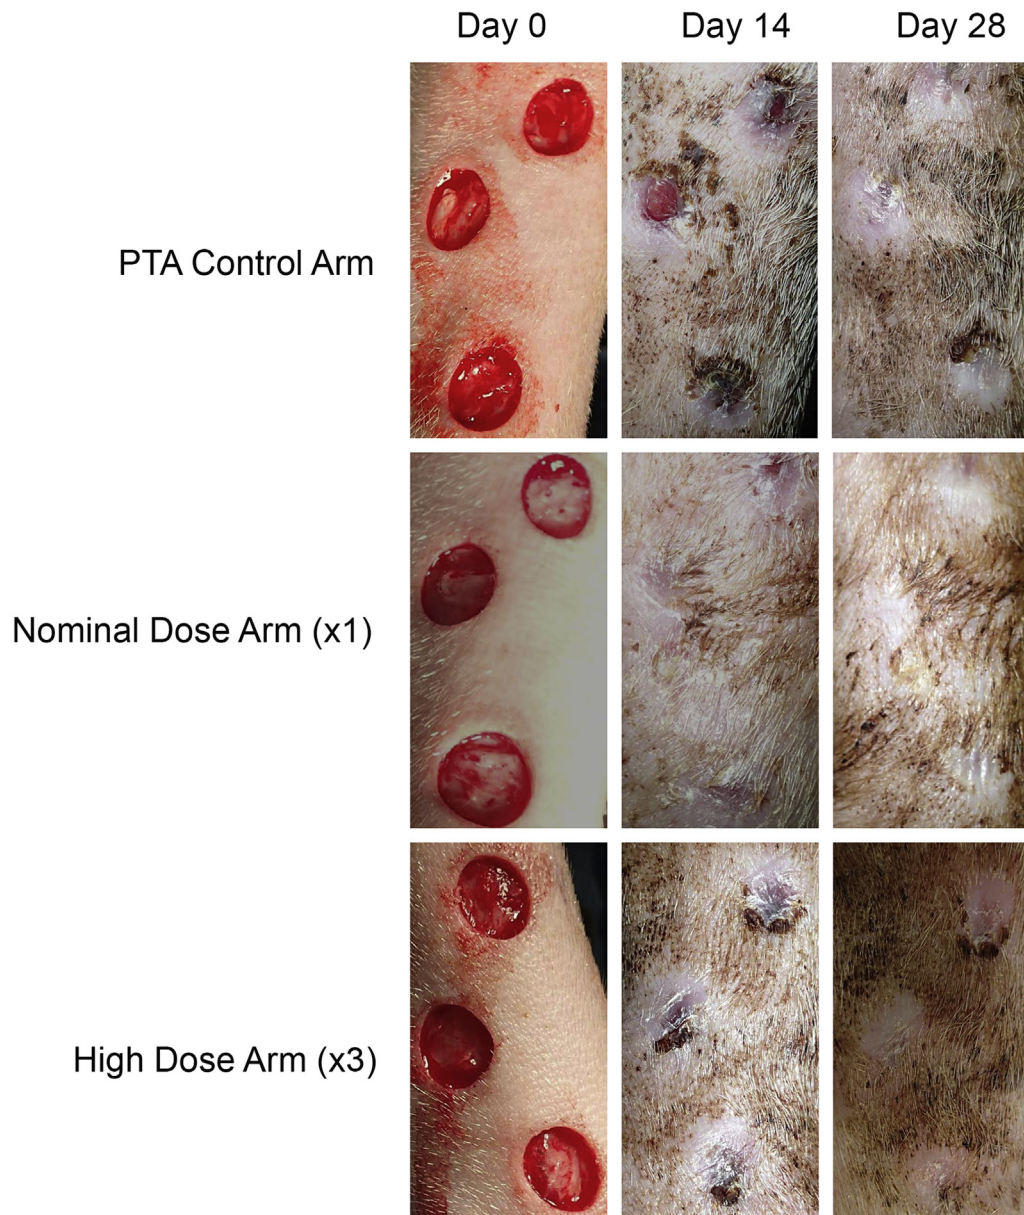 Day 0
Day 14
Day 28
PTA Control Arm
Nominal Dose Arm (x1)
High Dose Arm (x3)